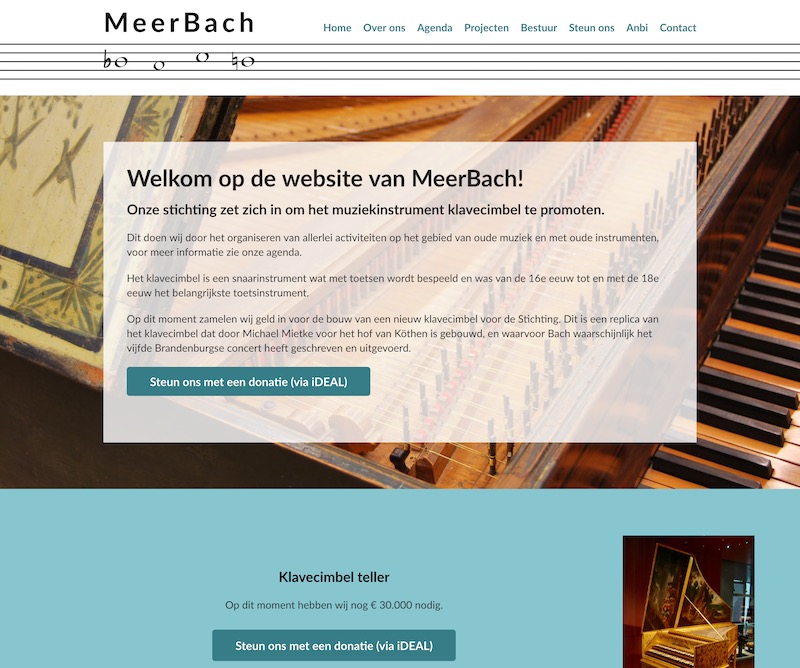 MeerBach
Home Over ons Agenda Projecten Bestuur Steun ons Anbi Contact
Welkom op de website van MeerBach!
Onze stichting zet zich in om het muziekinstrument klavecimbel te promoten.
Dit doen wij door het organiseren van allerlei activiteiten op het gebied van oude muziek en met oude instrumenten,
voor meer informatie zie onze agenda.
Het klavecimbel is een snaarinstrument wat met toetsen wordt bespeeld en was van de 16e eeuw tot en met de 18e
eeuw het belangrijkste toetsinstrument.
Op dit moment zamelen wij geld in voor de bouw van een nieuw klavecimbel voor de Stichting. Dit is een replica van
het klavecimbel dat door Michael Mietke voor het hof van Köthen is gebouwd, en waarvoor Bach waarschijnlijk het
vijfde Brandenburgse concert heeft geschreven en uitgevoerd.
Steun ons met een donatie (via iDEAL)
Klavecimbel teller
Op dit moment hebben wij nog € 30.000 nodig.
Steun ons met een donatie (via iDEAL)